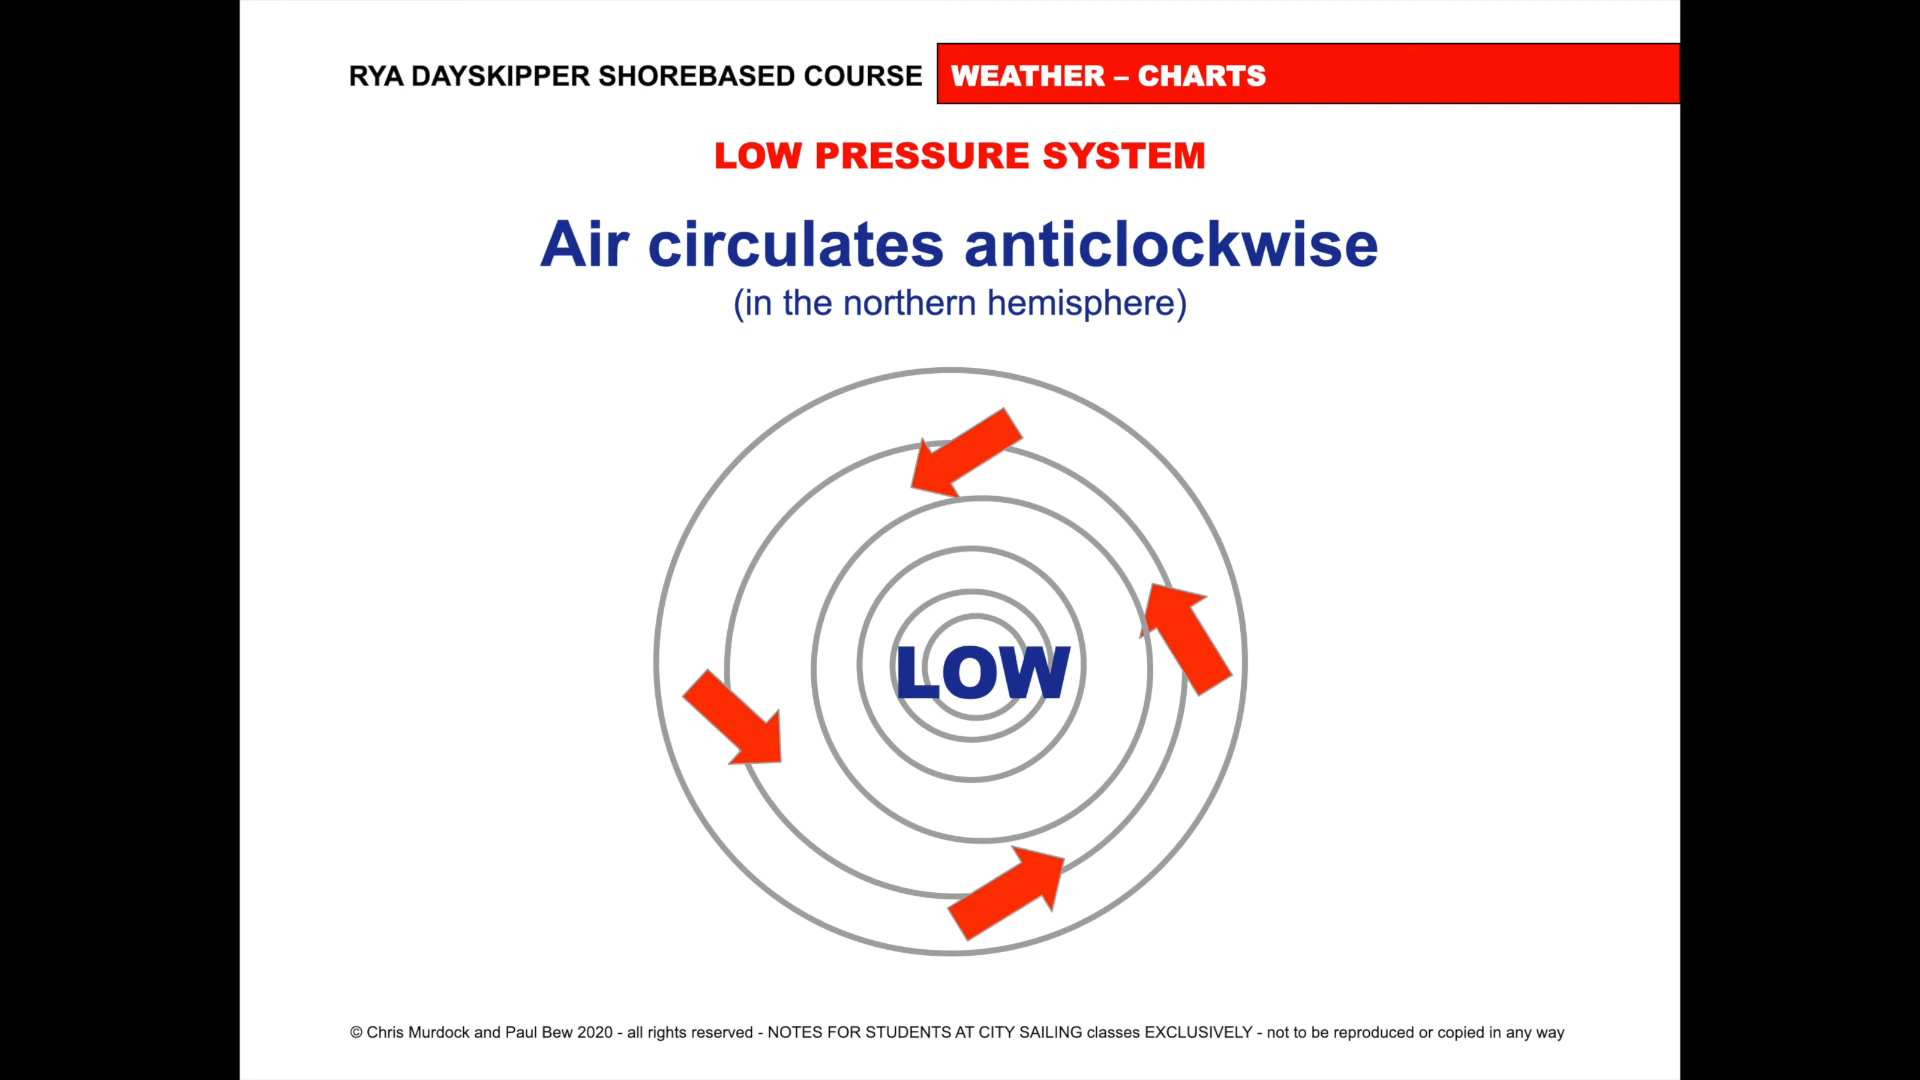 RYA DAYSKIPPER SHOREBASED COURSE WEATHER – CHARTS
LOW PRESSURE SYSTEM
Air circulates anticlockwise
(in the northern hemisphere)
LOW
© Chris Murdock and Paul Bew 2020 - all rights reserved - NOTES FOR STUDENTS AT CITY SAILING classes EXCLUSIVELY - not to be reproduced or copied in any way